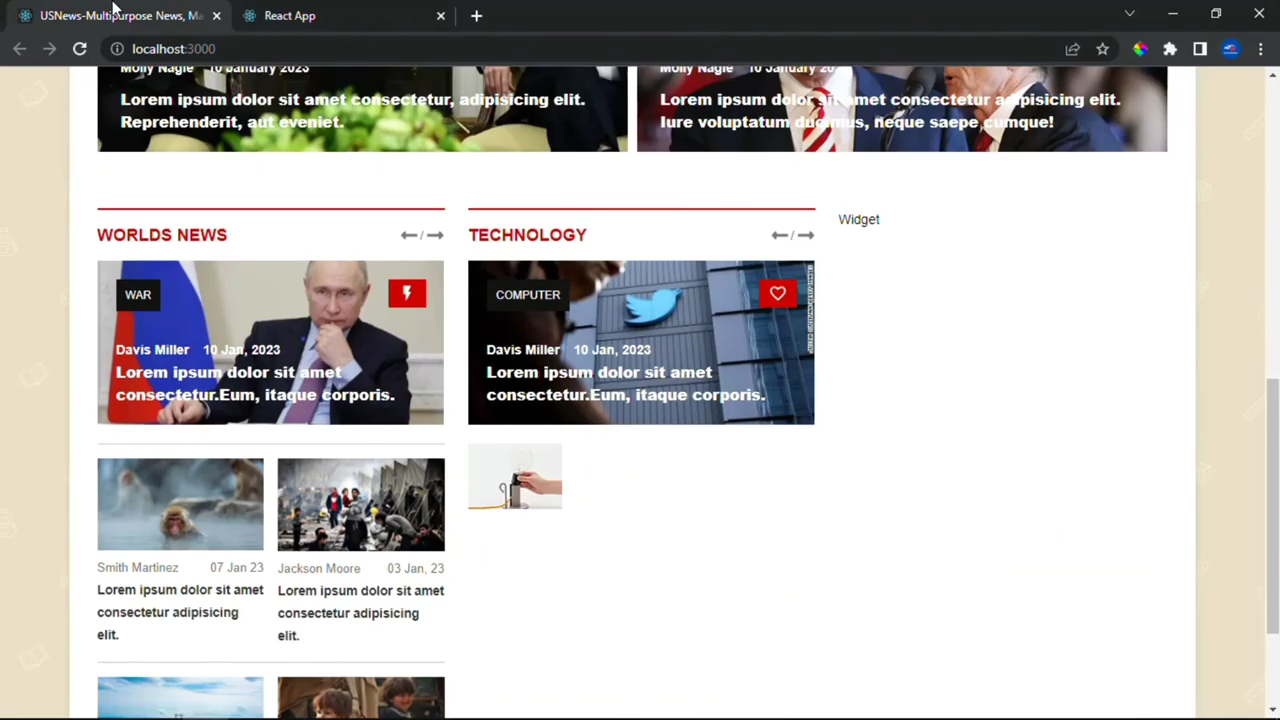 USNews-Multipurpose News, Ma
React App
localhost:3000
Molly Nagle 10 January 2023
Lorem ipsum dolor sit amet consectetur, adipisicing elit.
Reprehenderit, aut eveniet.
Molly Nagle 10 January 2023
Lorem ipsum dolor sit amet consectetur adipisicing elit.
Iure voluptatum ducimus, neque saepe cumque!
WORLDS NEWS
/
WAR
Davis Miller 10 Jan, 2023
Lorem ipsum dolor sit amet
consectetur.Eum, itaque corporis.
Smith Martinez 07 Jan 23
Lorem ipsum dolor sit amet
consectetur adipisicing
elit.
Jackson Moore 03 Jan, 23
Lorem ipsum dolor sit amet
consectetur adipisicing
elit.
TECHNOLOGY
/
COMPUTER
Davis Miller 10 Jan, 2023
Lorem ipsum dolor sit amet
consectetur.Eum, itaque corporis.
Widget